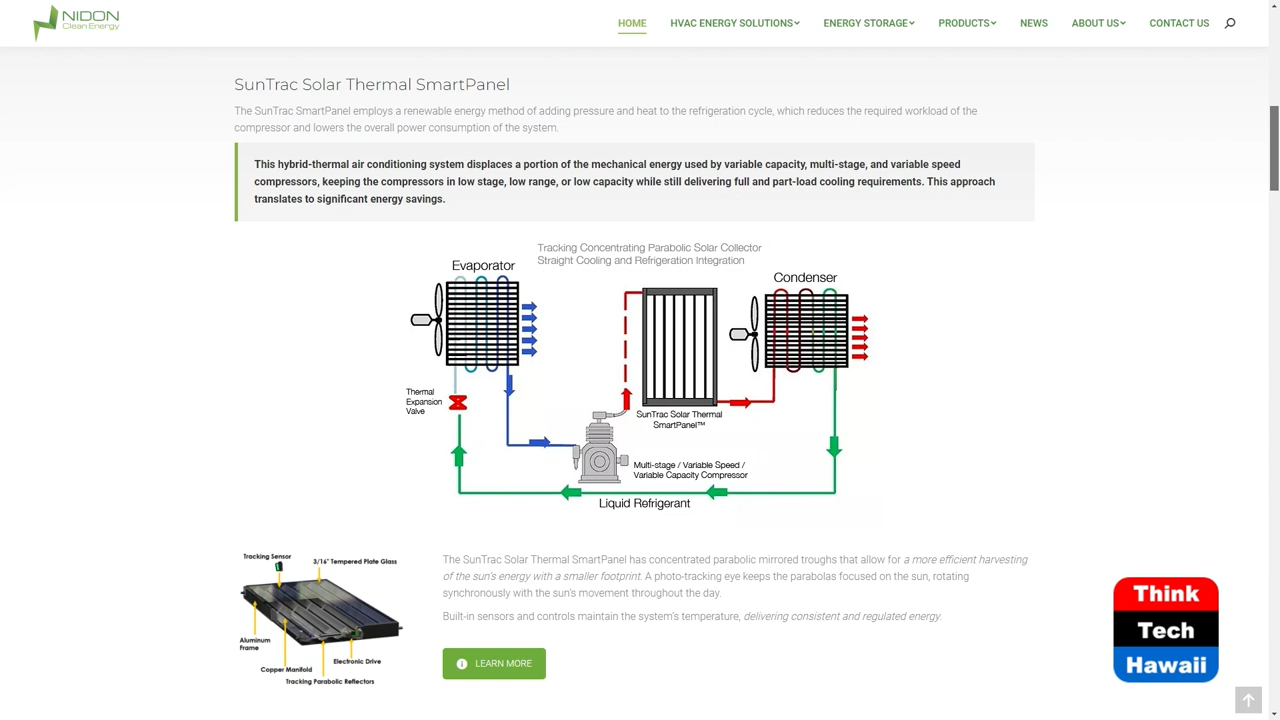 NIDON
Clean Energy
HOME
HVAC ENERGY SOLUTIONS
ENERGY STORAGE
PRODUCTS
NEWS
ABOUT US
CONTACT US
SunTrac Solar Thermal SmartPanel
The SunTrac SmartPanel employs a renewable energy method of adding pressure and heat to the refrigeration cycle, which reduces the required workload of the
compressor and lowers the overall power consumption of the system.
This hybrid-thermal air conditioning system displaces a portion of the mechanical energy used by variable capacity, multi-stage, and variable speed
compressors, keeping the compressors in low stage, low range, or low capacity while still delivering full and part-load cooling requirements. This approach
translates to significant energy savings.
Tracking Concentrating Parabolic Solar Collector
Straight Cooling and Refrigeration Integration
Evaporator
Condenser
Thermal
Expansion
Valve
SunTrac Solar Thermal
SmartPanel™
Multi-stage / Variable Speed /
Variable Capacity Compressor
Liquid Refrigerant
Tracking Sensor
3/16" Tempered Plate Glass
Aluminum
Frame
Copper Manifold
Electronic Drive
Tracking Parabolic Reflectors
The SunTrac Solar Thermal SmartPanel has concentrated parabolic mirrored troughs that allow for a more efficient harvesting
of the sun's energy with a smaller footprint. A photo-tracking eye keeps the parabolas focused on the sun, rotating
synchronously with the sun's movement throughout the day.
Built-in sensors and controls maintain the system's temperature, delivering consistent and regulated energy.
LEARN MORE
Think
Tech
Hawaii